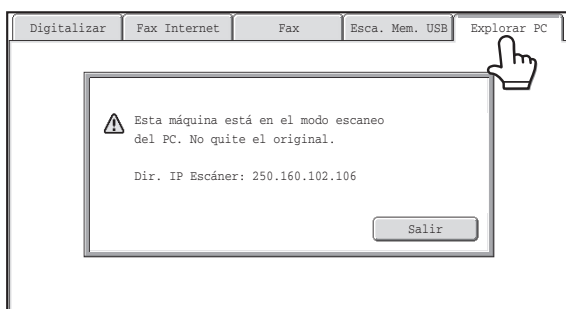 Digitalizar Fax Internet Fax Esca. Mem. USB Explorar PC
Esta máquina está en el modo escaneo
del PC. No quite el original.
Dir. IP Escáner: 250.160.102.106
Salir